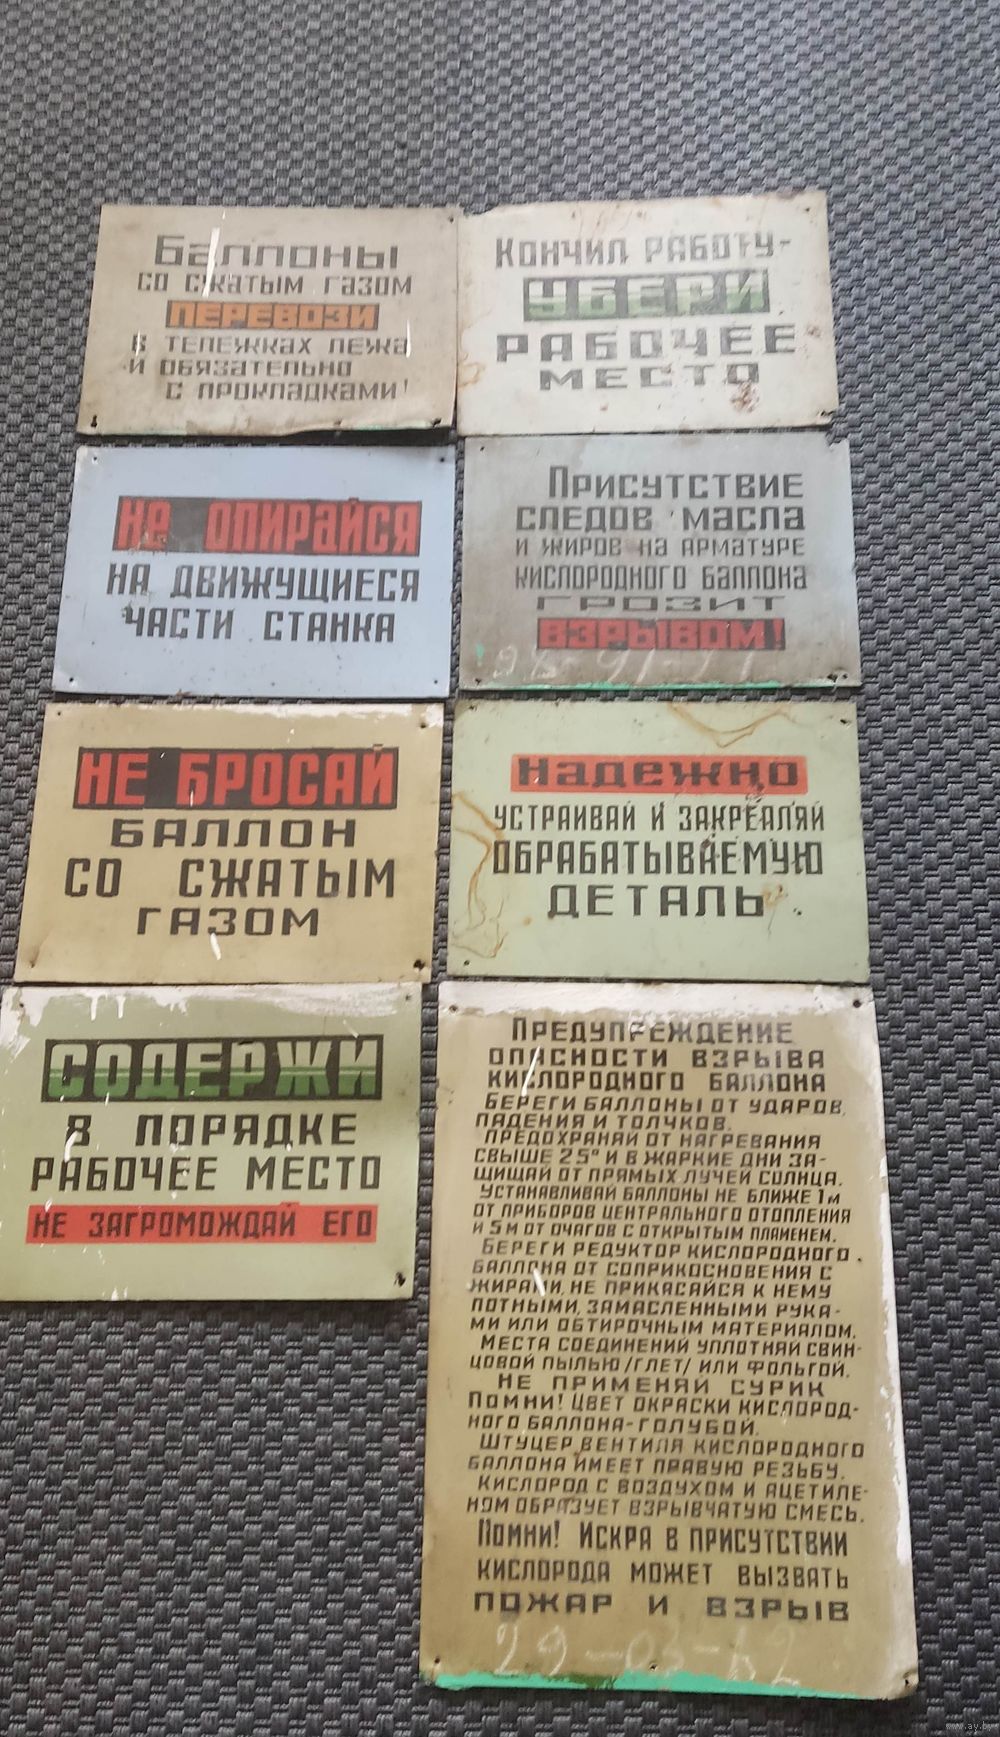 Баллоны
со сжатым газом
ПЕРЕВОЗИ
в тележках лежа
и обязательно
с прокладками!
Кончил работу-
УБЕРИ
РАБОЧЕЕ
МЕСТО
НЕ ОПИРАЙСЯ
НА ДВИЖУЩИЕСЯ
ЧАСТИ СТАНКА
Присутствие
следов масла
и жиров на арматуре
кислородного баллона
ГРОЗИТ
ВЗРЫВОМ!
НЕ БРОСАЙ
БАЛЛОН
СО СЖАТЫМ
ГАЗОМ
Надежно
УСТРАИВАЙ И ЗАКРЕПЛЯЙ
ОБРАБАТЫВАЕМУЮ
ДЕТАЛЬ
СОДЕРЖИ
В ПОРЯДКЕ
РАБОЧЕЕ МЕСТО
НЕ ЗАГРОМОЖДАЙ ЕГО
ПРЕДУПРЕЖДЕНИЕ
ОПАСНОСТИ ВЗРЫВА
КИСЛОРОДНОГО БАЛЛОНА
БЕРЕГИ БАЛЛОНЫ ОТ УДАРОВ,
ПАДЕНИЯ И ТОЛЧКОВ.
ПРЕДОХРАНЯЙ ОТ НАГРЕВАНИЯ
СВЫШЕ 25° И В ЖАРКИЕ ДНИ ЗА-
ЩИЩАЙ ОТ ПРЯМЫХ ЛУЧЕЙ СОЛНЦА.
УСТАНАВЛИВАЙ БАЛЛОНЫ НЕ БЛИЖЕ 1м
ОТ ПРИБОРОВ ЦЕНТРАЛЬНОГО ОТОПЛЕНИЯ
И 5М ОТ ОЧАГОВ С ОТКРЫТЫМ ПЛАМЕНЕМ.
БЕРЕГИ РЕДУКТОР КИСЛОРОДНОГО
БАЛЛОНА ОТ СОПРИКОСНОВЕНИЯ С
ЖИРАМИ, НЕ ПРИКАСАЙСЯ К НЕМУ
ПОТНЫМИ, ЗАМАСЛЕННЫМИ РУКА-
МИ ИЛИ ОБТИРОЧНЫМ МАТЕРИАЛОМ.
МЕСТА СОЕДИНЕНИЙ УПЛОТНЯЙ СВИН-
ЦОВОЙ ПЫЛЬЮ /ГЛЕТ/ ИЛИ ФОЛЬГОЙ.
НЕ ПРИМЕНЯЙ СУРИК
ПОМНИ! ЦВЕТ ОКРАСКИ КИСЛОРОД-
НОГО БАЛЛОНА-ГОЛУБОЙ.
ШТУЦЕР ВЕНТИЛЯ КИСЛОРОДНОГО
БАЛЛОНА ИМЕЕТ ПРАВУЮ РЕЗЬБУ.
КИСЛОРОД С ВОЗДУХОМ И АЦЕТИЛЕ-
НОМ ОБРАЗУЕТ ВЗРЫВЧАТУЮ СМЕСЬ.
Помни! Искра в присутствии
КИСЛОРОДА МОЖЕТ ВЫЗВАТЬ
ПОЖАР И ВЗРЫВ
www.ay.by